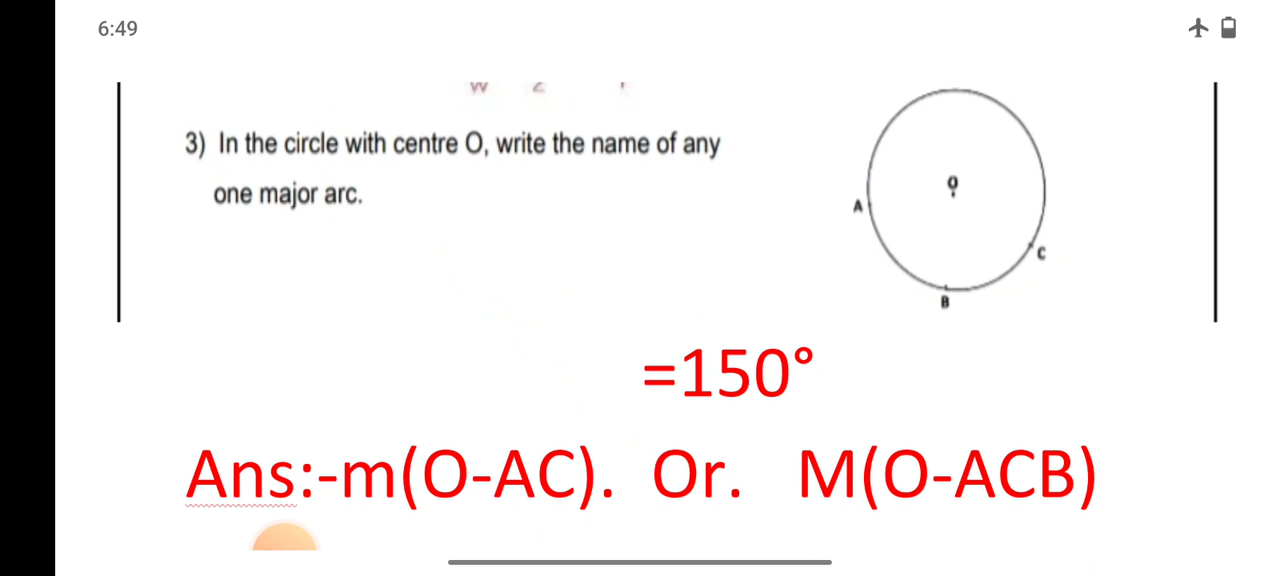 6:49
3) In the circle with centre O, write the name of any
one major arc.
O
A
C
B
=150°
Ans:-m(O-AC). Or. M(O-ACB)